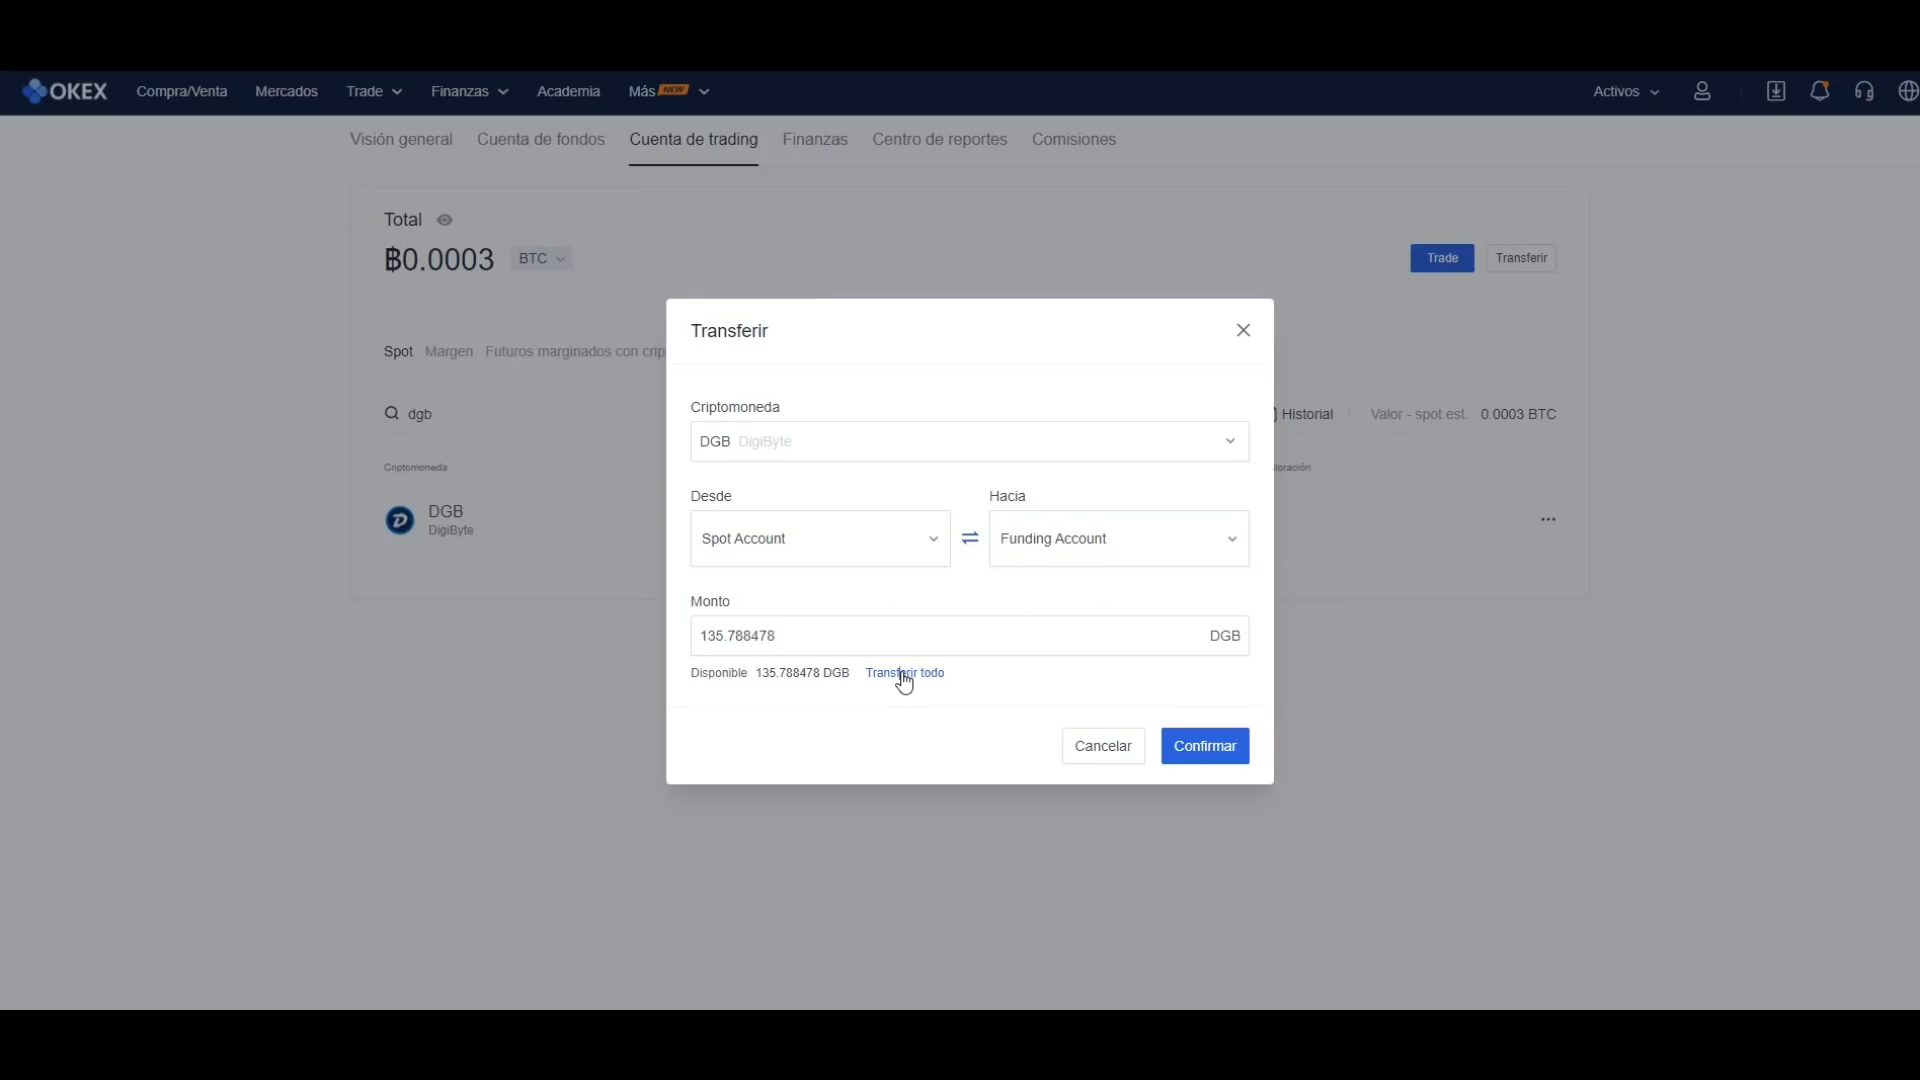 OKEX Compra/Venta Mercados Trade Finanzas Academia Más NEW Activos
Visión general Cuenta de fondos Cuenta de trading Finanzas Centro de reportes Comisiones
Total
₿0.0003 BTC
Trade Transferir
Transferir
Spot Margen Futuros marginados con crip
Criptomoneda
dgb
Historial Valor - spot est. 0.0003 BTC
DGB DigiByte
Criptomoneda
loración
Desde Hacia
DGB
DigiByte
Spot Account Funding Account
Monto
135.788478 DGB
Disponible 135.788478 DGB Transferir todo
Cancelar Confirmar